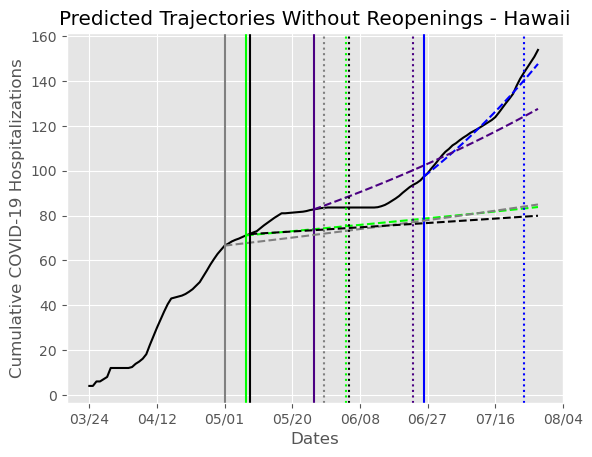 Predicted Trajectories Without Reopenings - Hawaii
Cumulative COVID-19 Hospitalizations
160
140
120
100
80
60
40
20
0
03/24 04/12 05/01 05/20 06/08 06/27 07/16 08/04
Dates